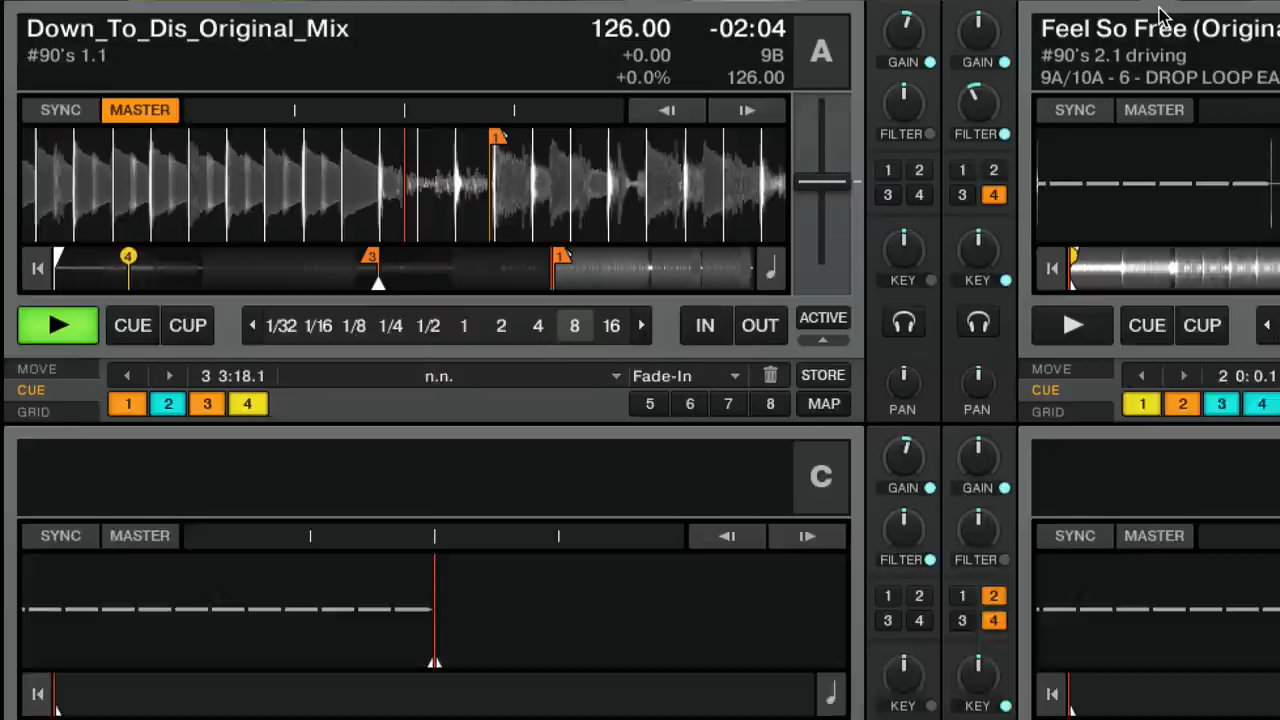 Down_To_Dis_Original_Mix 126.00 -02:04 A
#90's 1.1 +0.00 9B
+0.0% 126.00
SYNC MASTER
1
4 3 1
CUE CUP 1/32 1/16 1/8 1/4 1/2 1 2 4 8 16 IN OUT ACTIVE
MOVE
CUE
GRID
3 3:18.1 n.n. Fade-In STORE
1 2 3 4 5 6 7 8 MAP
GAIN GAIN
FILTER FILTER
1 2 1 2
3 4 3 4
KEY KEY
PAN PAN
Feel So Free (Origina
#90's 2.1 driving
9A/10A - 6 - DROP LOOP EA
SYNC MASTER
CUE CUP
MOVE
CUE
GRID
2 0: 0.1
1 2 3 4
C
SYNC MASTER
GAIN GAIN
FILTER FILTER
1 2 1 2
3 4 3 4
KEY KEY
SYNC MASTER